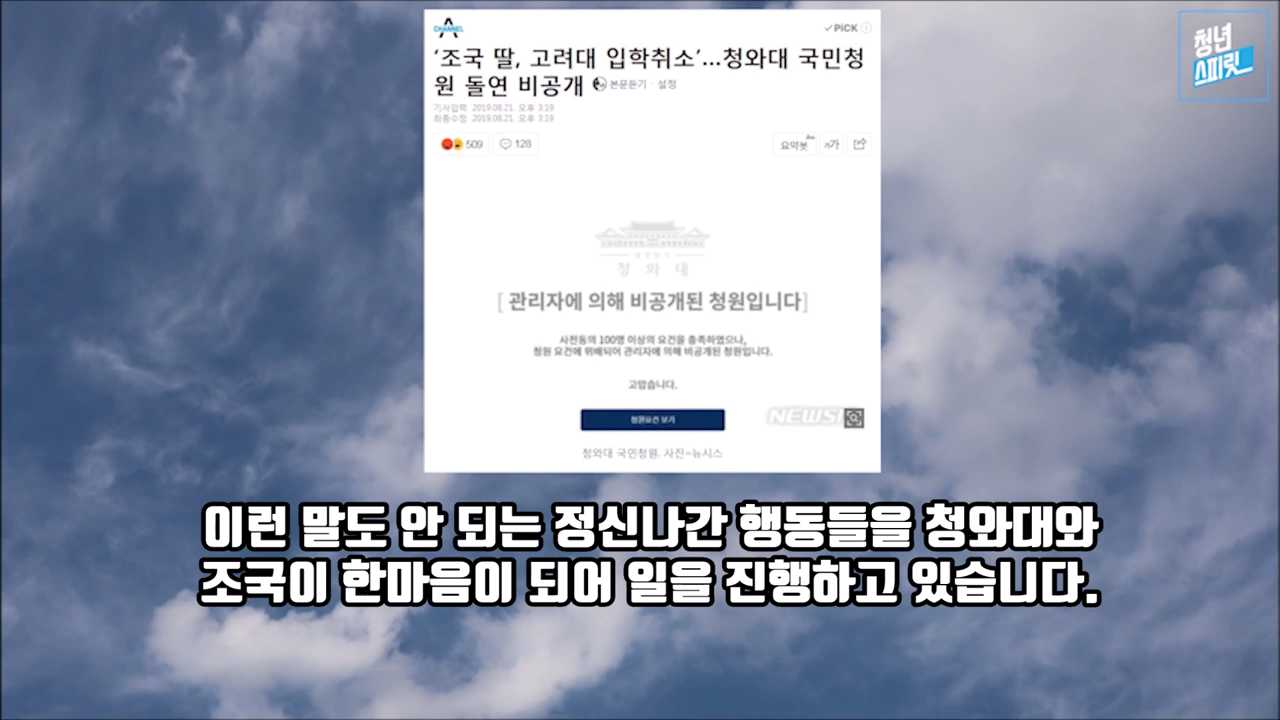 CHANNEL A
PiCK
청년
스피릿
‘조국 딸, 고려대 입학취소’…청와대 국민청
원 돌연 비공개 본문듣기 · 설정
기사입력 2019.08.21. 오후 3:19
최종수정 2019.08.21. 오후 3:19
509 128
요약봇 가
청 와 대
[ 관리자에 의해 비공개된 청원입니다]
사전동의 100명 이상의 요건을 충족하였으나,
청원 요건에 위배되어 관리자에 의해 비공개된 청원입니다.
고맙습니다.
청원요건 보기
NEWSI
청와대 국민청원. 사진=뉴시스
이런 말도 안 되는 정신나간 행동들을 청와대와
조국이 한마음이 되어 일을 진행하고 있습니다.